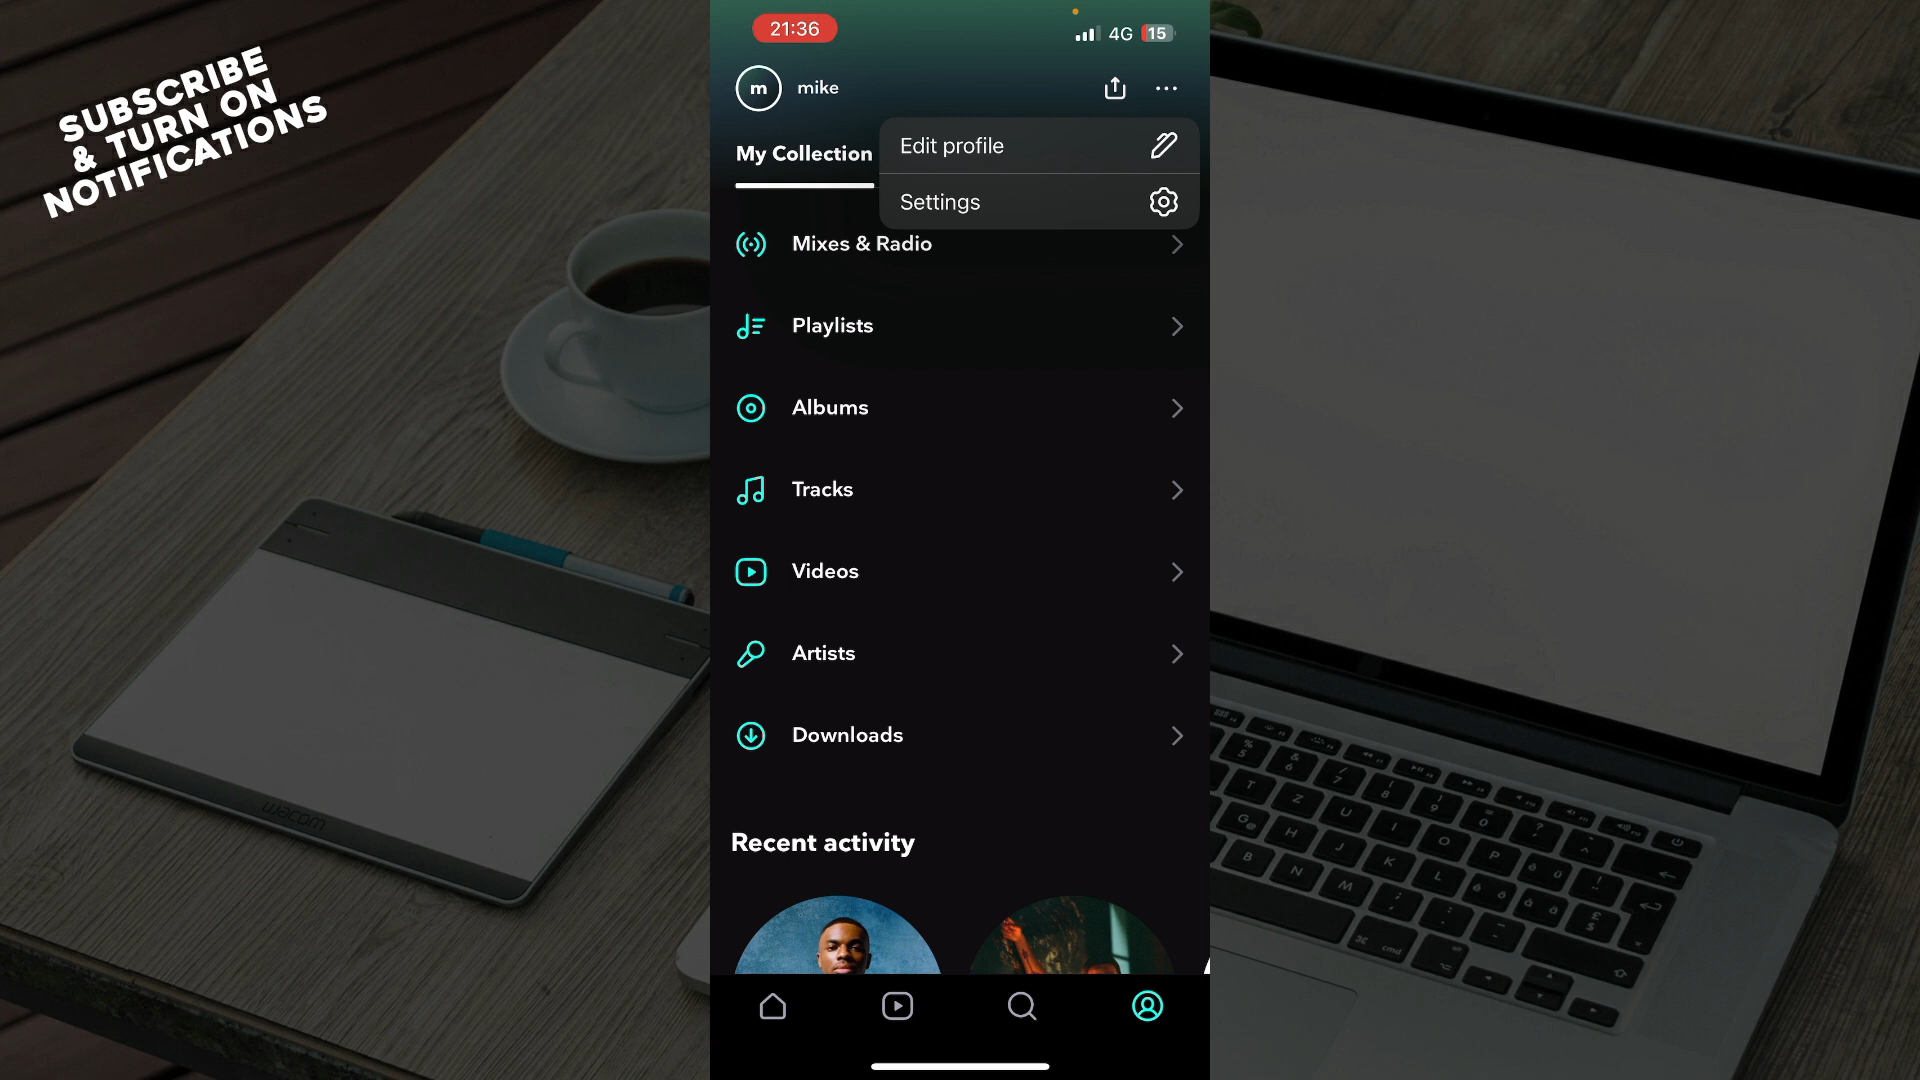 SUBSCRIBE
& TURN ON
NOTIFICATIONS
21:36
4G 15
m mike
Edit profile
My Collection
Settings
Mixes & Radio
Playlists
Albums
Tracks
Videos
Artists
Downloads
Recent activity
wacom